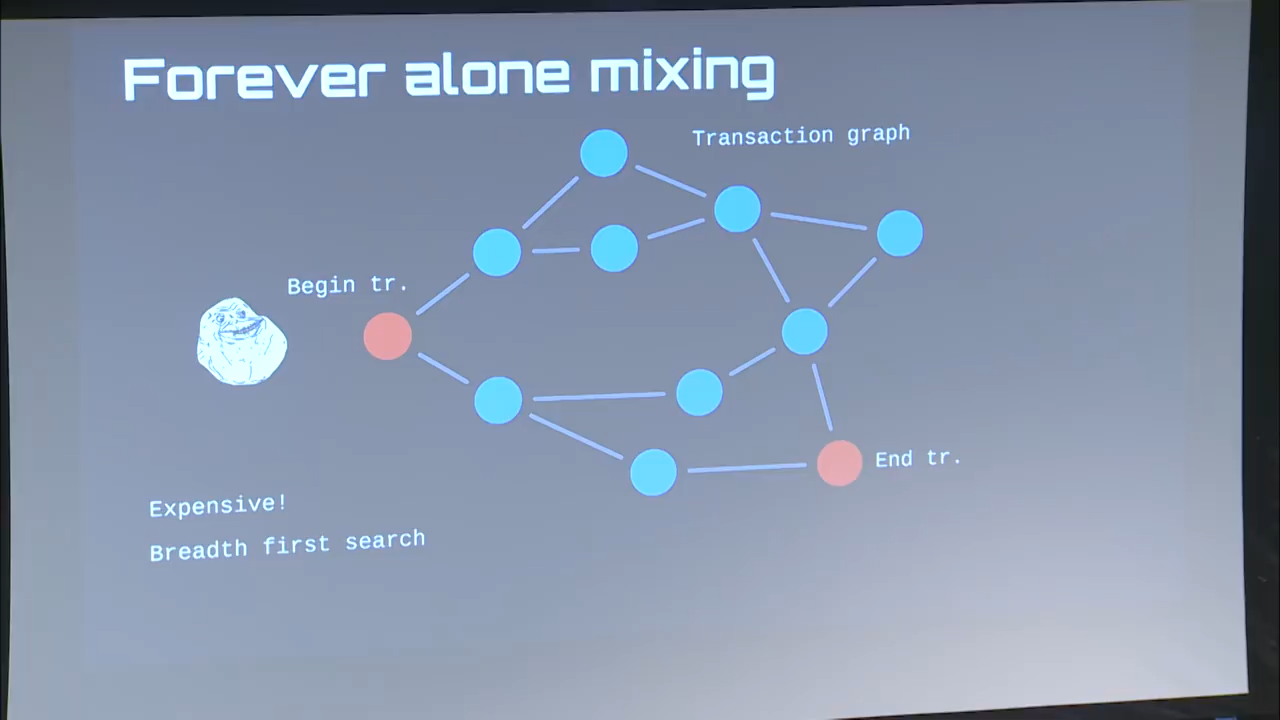 Forever alone mixing
Transaction graph
Begin tr.
End tr.
Expensive!
Breadth first search